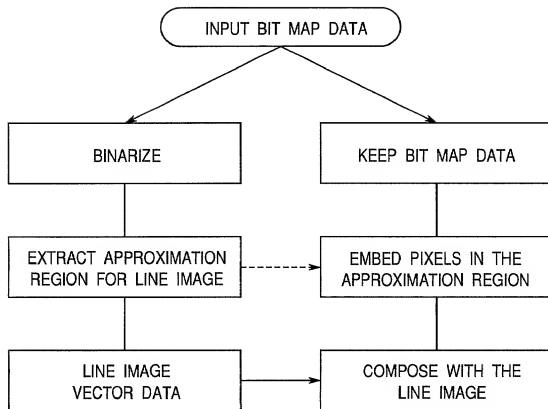 INPUT BIT MAP DATA
BINARIZE
KEEP BIT MAP DATA
EXTRACT APPROXIMATION
REGION FOR LINE IMAGE
EMBED PIXELS IN THE
APPROXIMATION REGION
LINE IMAGE
VECTOR DATA
COMPOSE WITH THE
LINE IMAGE